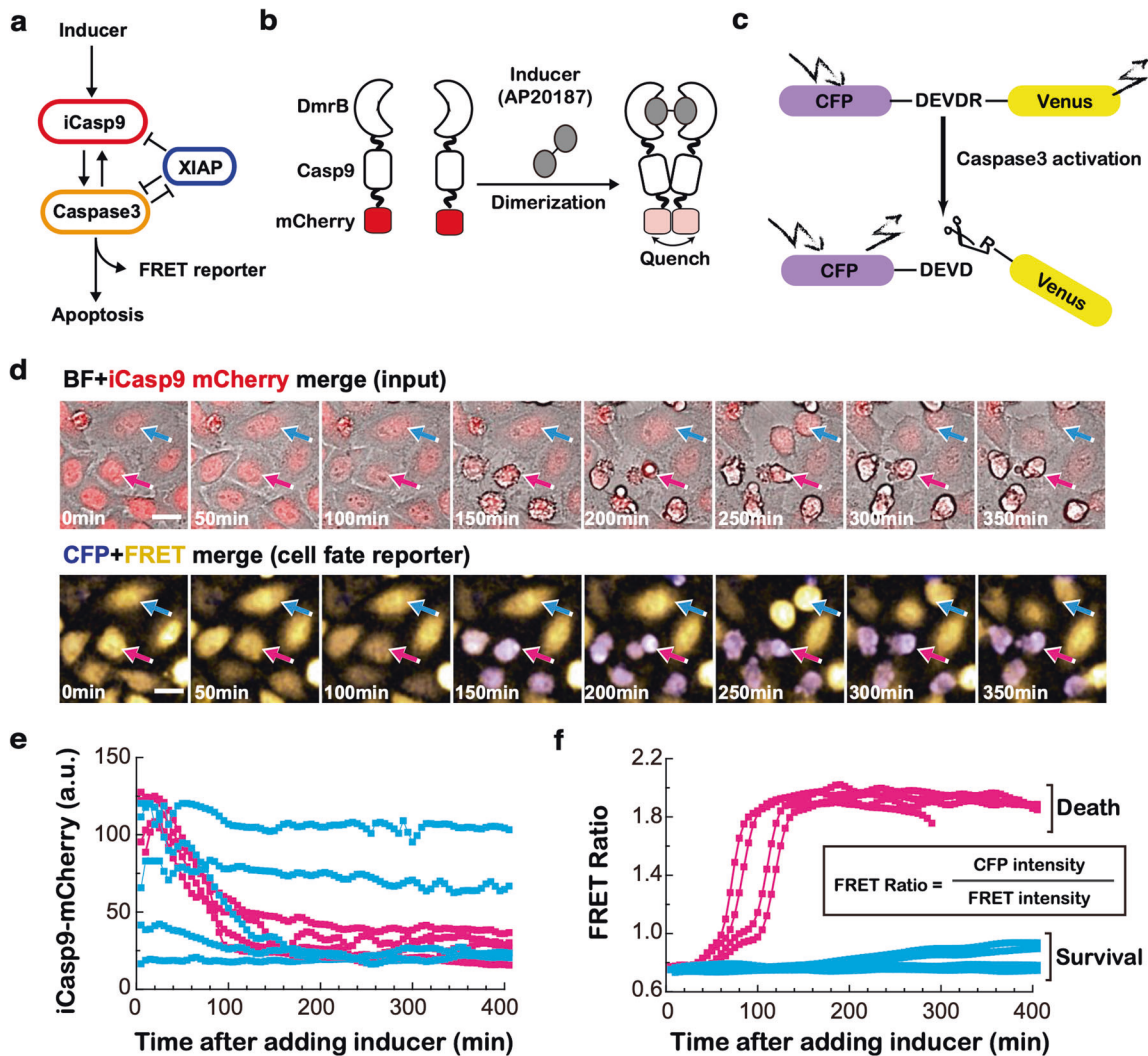 a
Inducer
iCasp9
XIAP
Caspase3
FRET reporter
Apoptosis
b
DmrB
Casp9
mCherry
Inducer
(AP20187)
Dimerization
Quench
c
CFP
DEVDR
Venus
Caspase3 activation
CFP
DEVD
R
Venus
d
BF+iCasp9 mCherry merge (input)
0min
50min
100min
150min
200min
250min
300min
350min
CFP+FRET merge (cell fate reporter)
0min
50min
100min
150min
200min
250min
300min
350min
e
iCasp9-mCherry (a.u.)
150
100
50
0
0
100
200
300
400
Time after adding inducer (min)
f
FRET Ratio
2.2
1.8
1.4
1.0
0.6
0
100
200
300
400
Time after adding inducer (min)
Death
FRET Ratio =
CFP intensity
FRET intensity
Survival